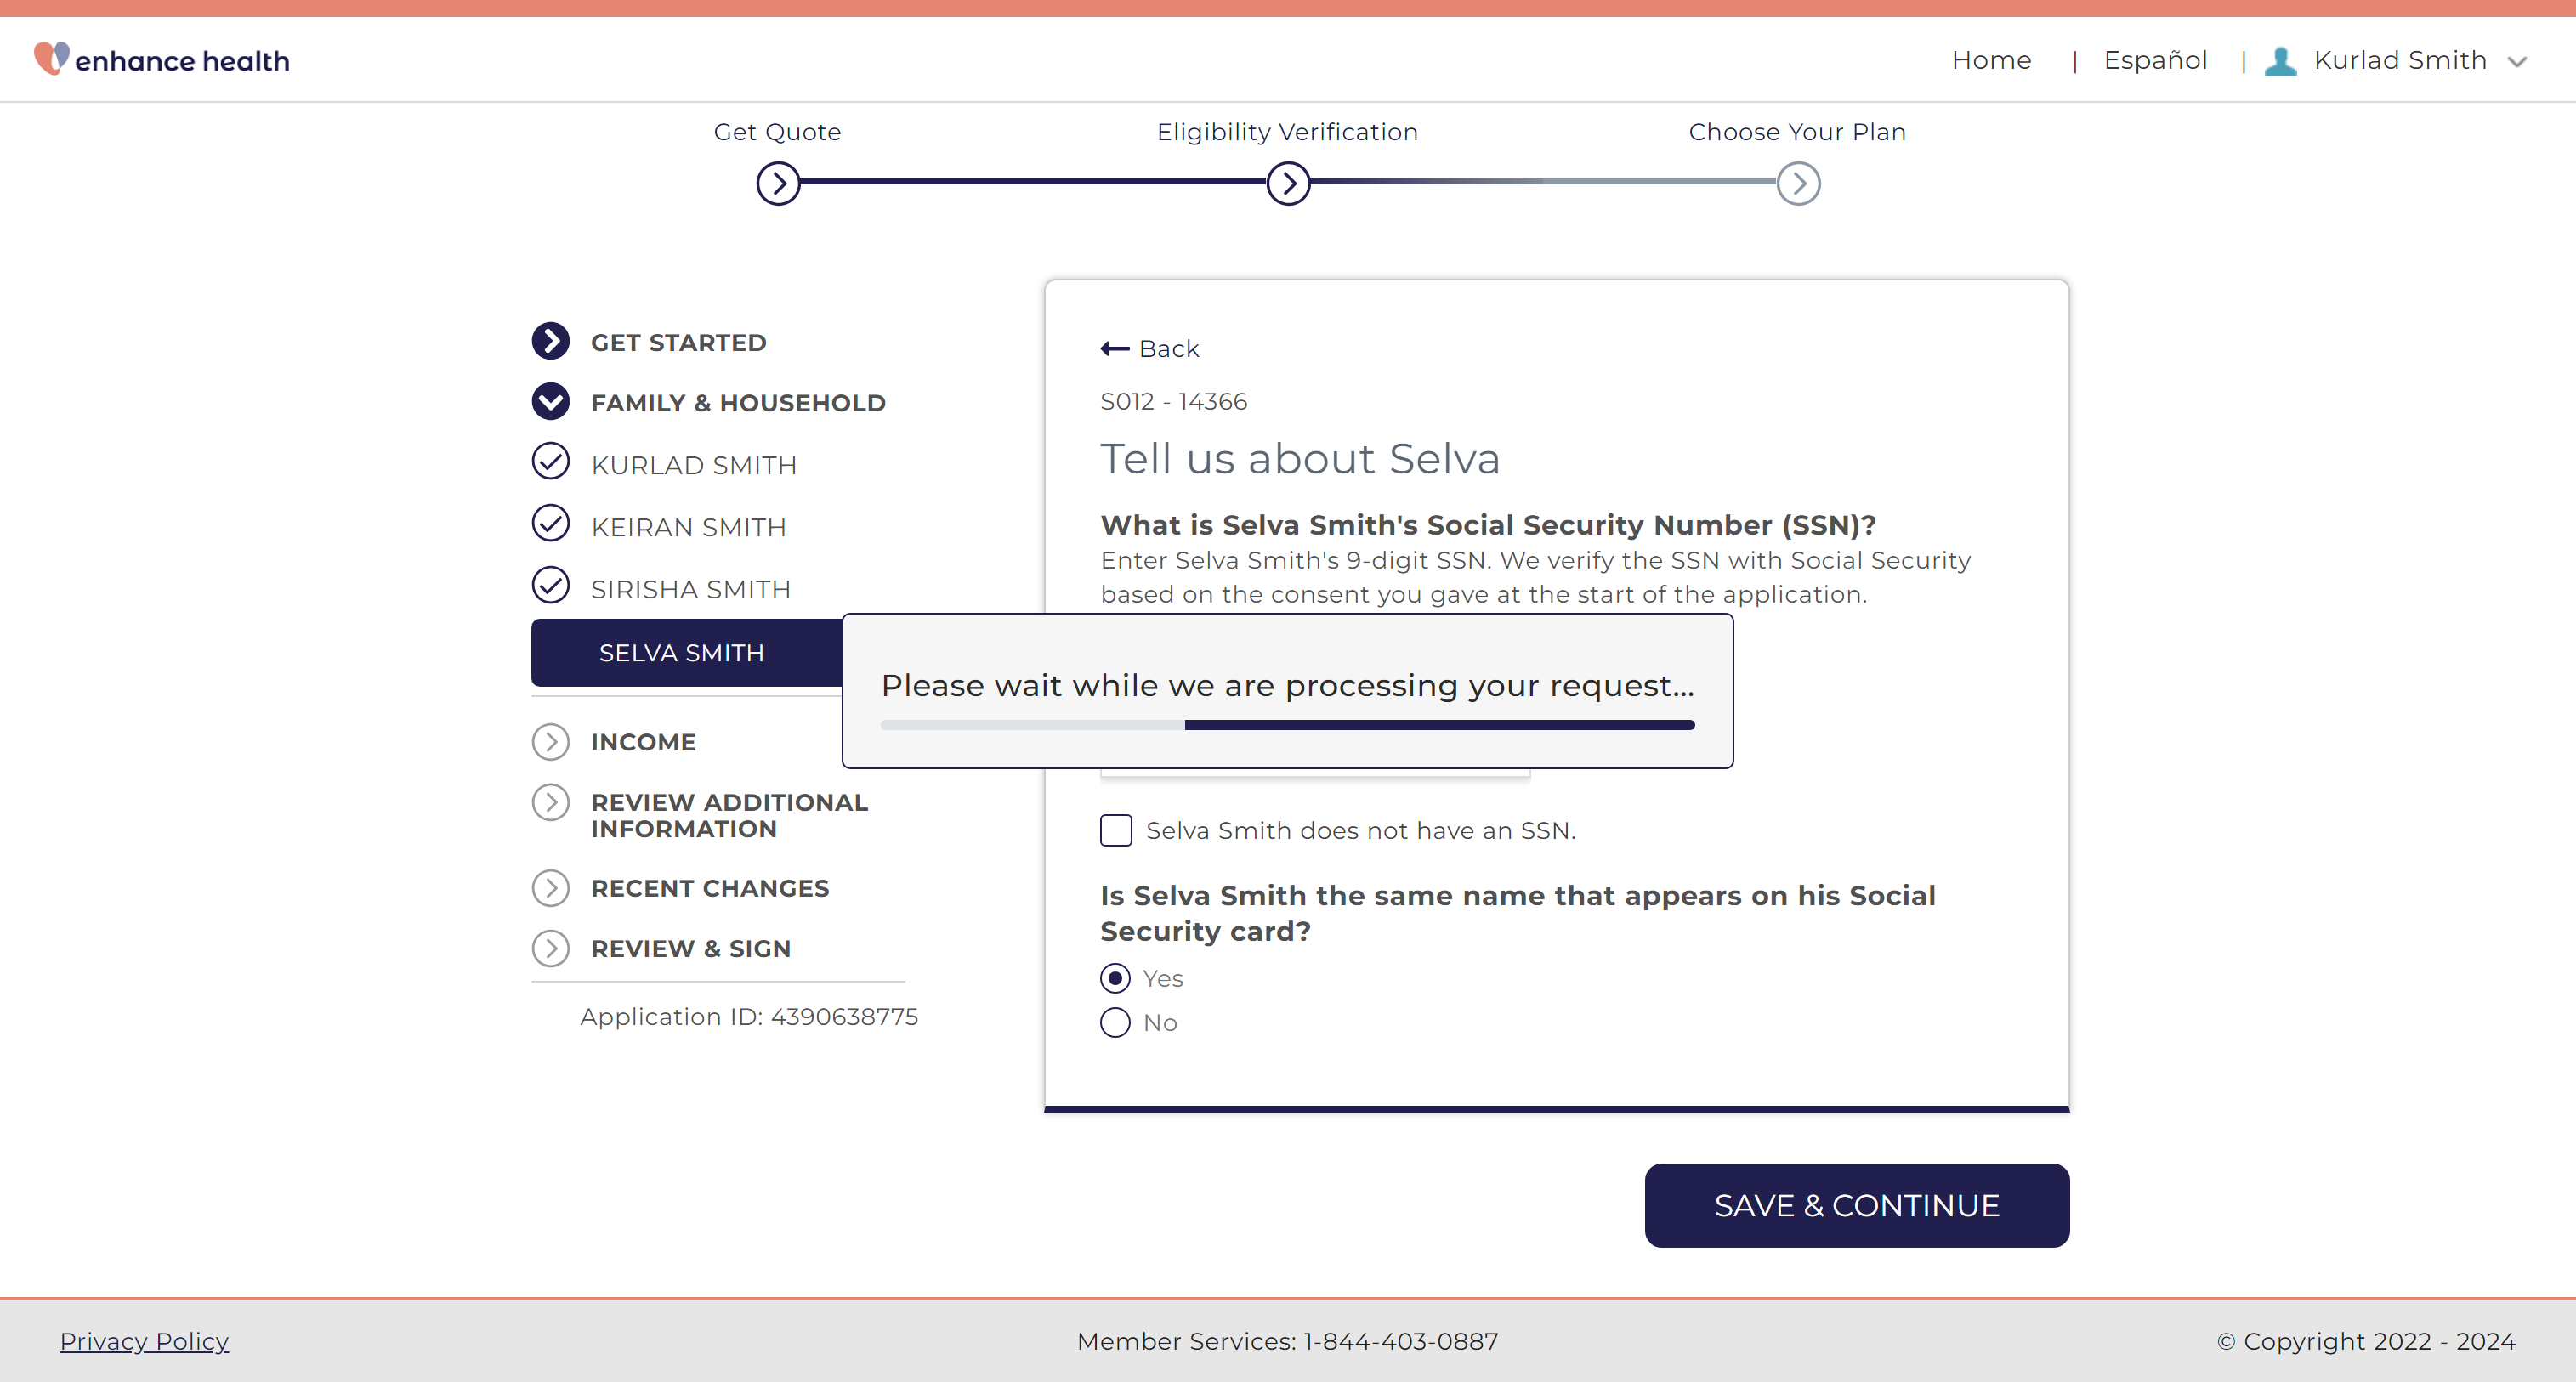 enhance health
Home | Español | Kurlad Smith
Get Quote
Eligibility Verification
Choose Your Plan
GET STARTED
FAMILY & HOUSEHOLD
KURLAD SMITH
KEIRAN SMITH
SIRISHA SMITH
SELVA SMITH
INCOME
REVIEW ADDITIONAL
INFORMATION
RECENT CHANGES
REVIEW & SIGN
Application ID: 4390638775
Back
S012 - 14366
Tell us about Selva
What is Selva Smith's Social Security Number (SSN)?
Enter Selva Smith's 9-digit SSN. We verify the SSN with Social Security
based on the consent you gave at the start of the application.
Please wait while we are processing your request...
Selva Smith does not have an SSN.
Is Selva Smith the same name that appears on his Social
Security card?
Yes
No
SAVE & CONTINUE
Privacy Policy
Member Services: 1-844-403-0887
© Copyright 2022 - 2024